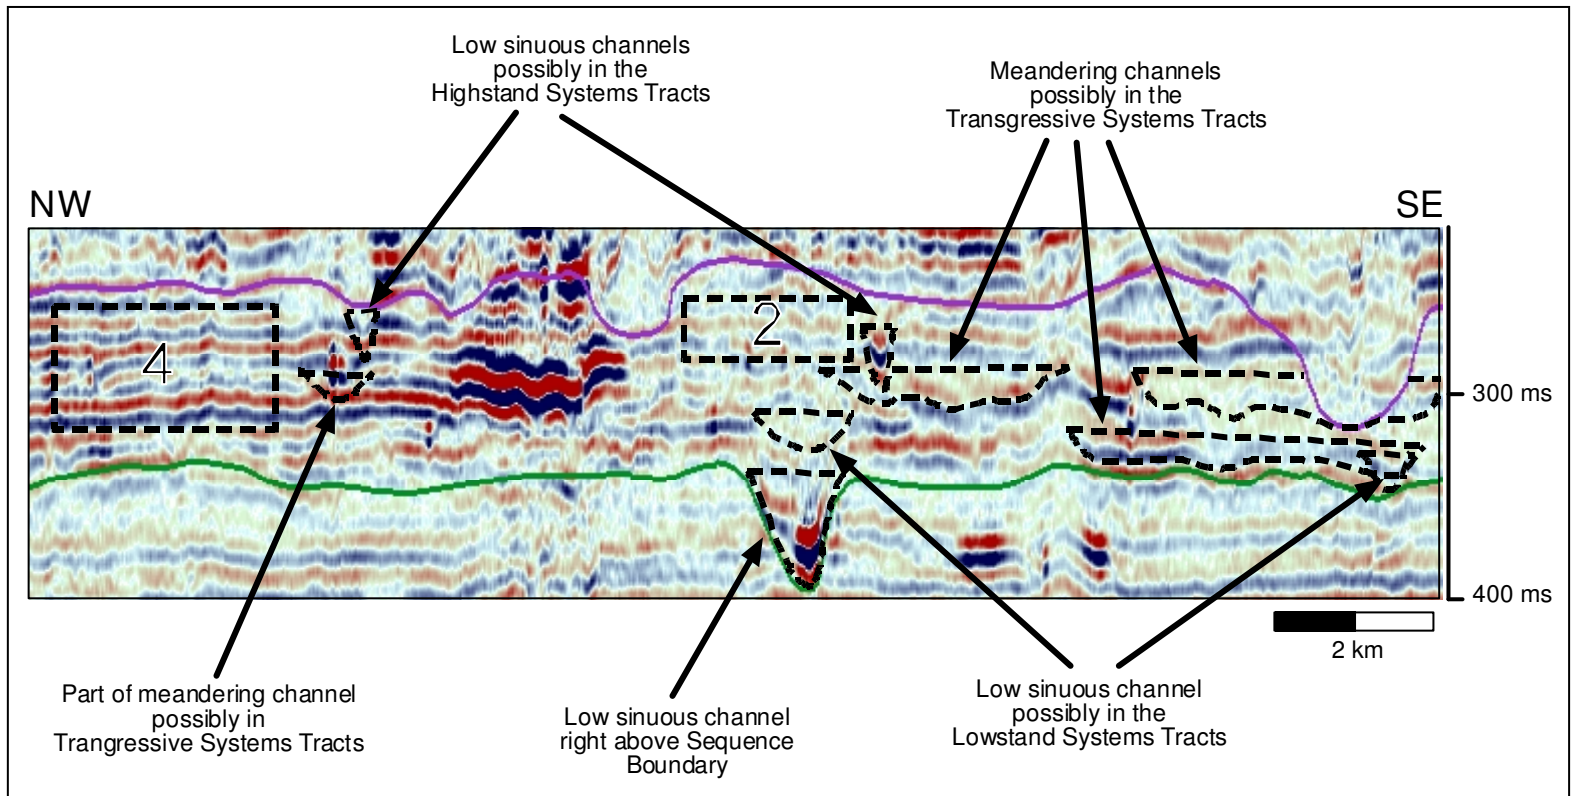 Low sinuous channels
possibly in the
Highstand Systems Tracts
Meandering channels
possibly in the
Transgressive Systems Tracts
NW
SE
4
2
300 ms
400 ms
2 km
Part of meandering channel
possibly in
Trangressive Systems Tracts
Low sinuous channel
right above Sequence
Boundary
Low sinuous channel
possibly in the
Lowstand Systems Tracts